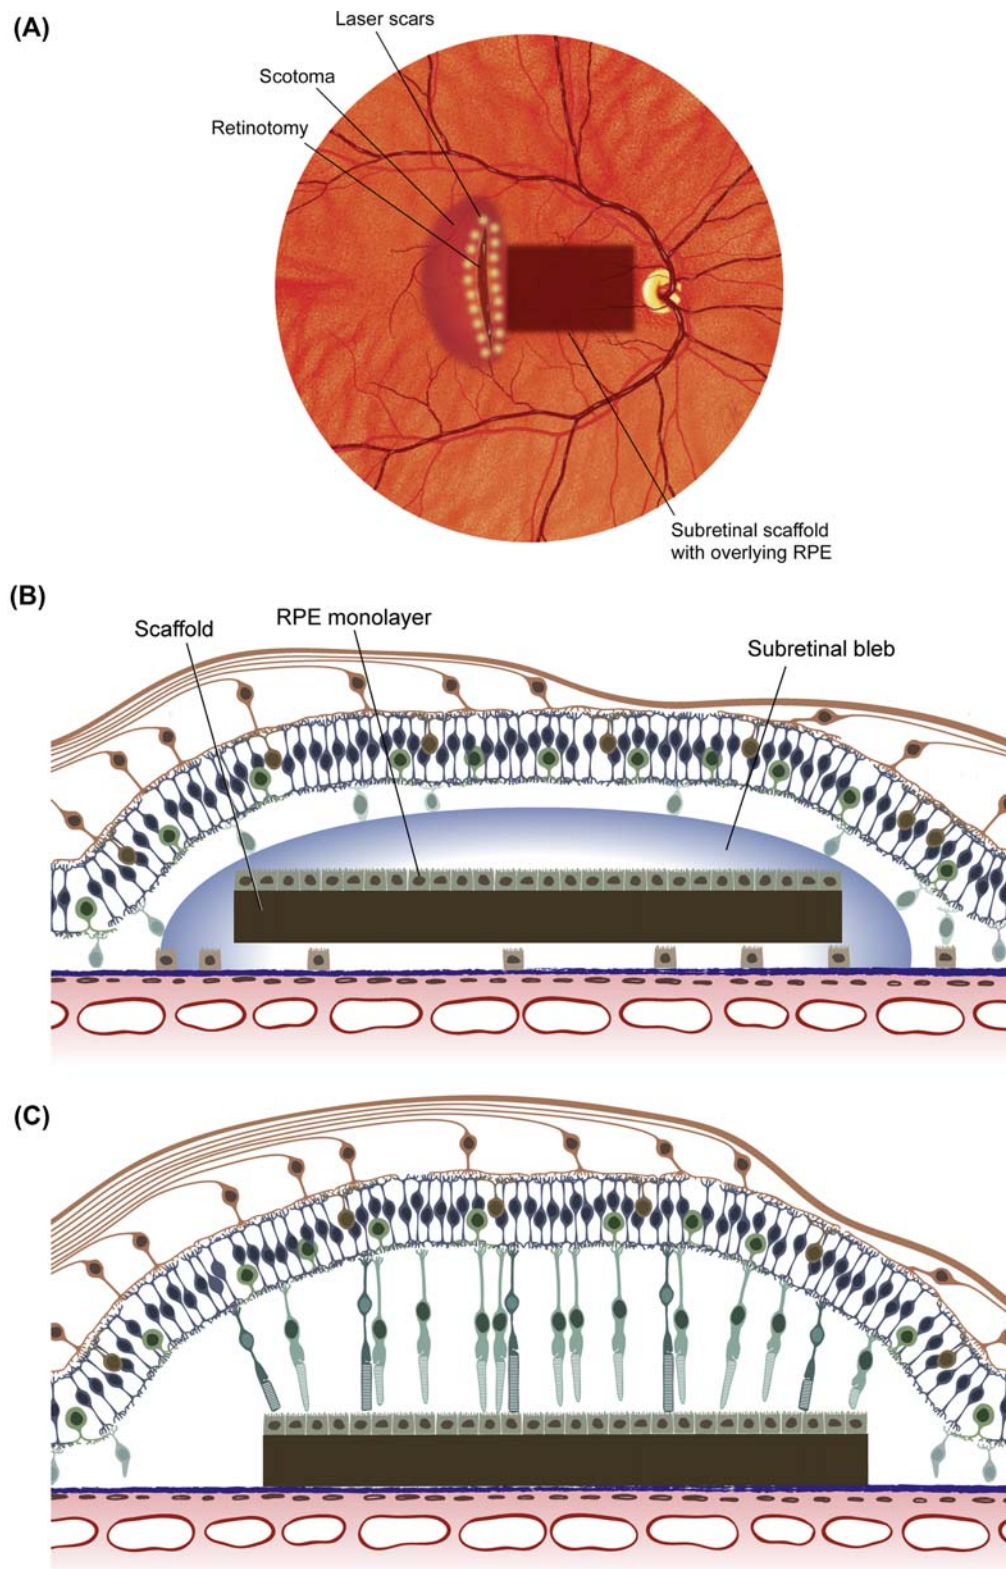 (A)
Laser scars
Scotoma
Retinotomy
Subretinal scaffold
with overlying RPE
(B)
Scaffold
RPE monolayer
Subretinal bleb
(C)